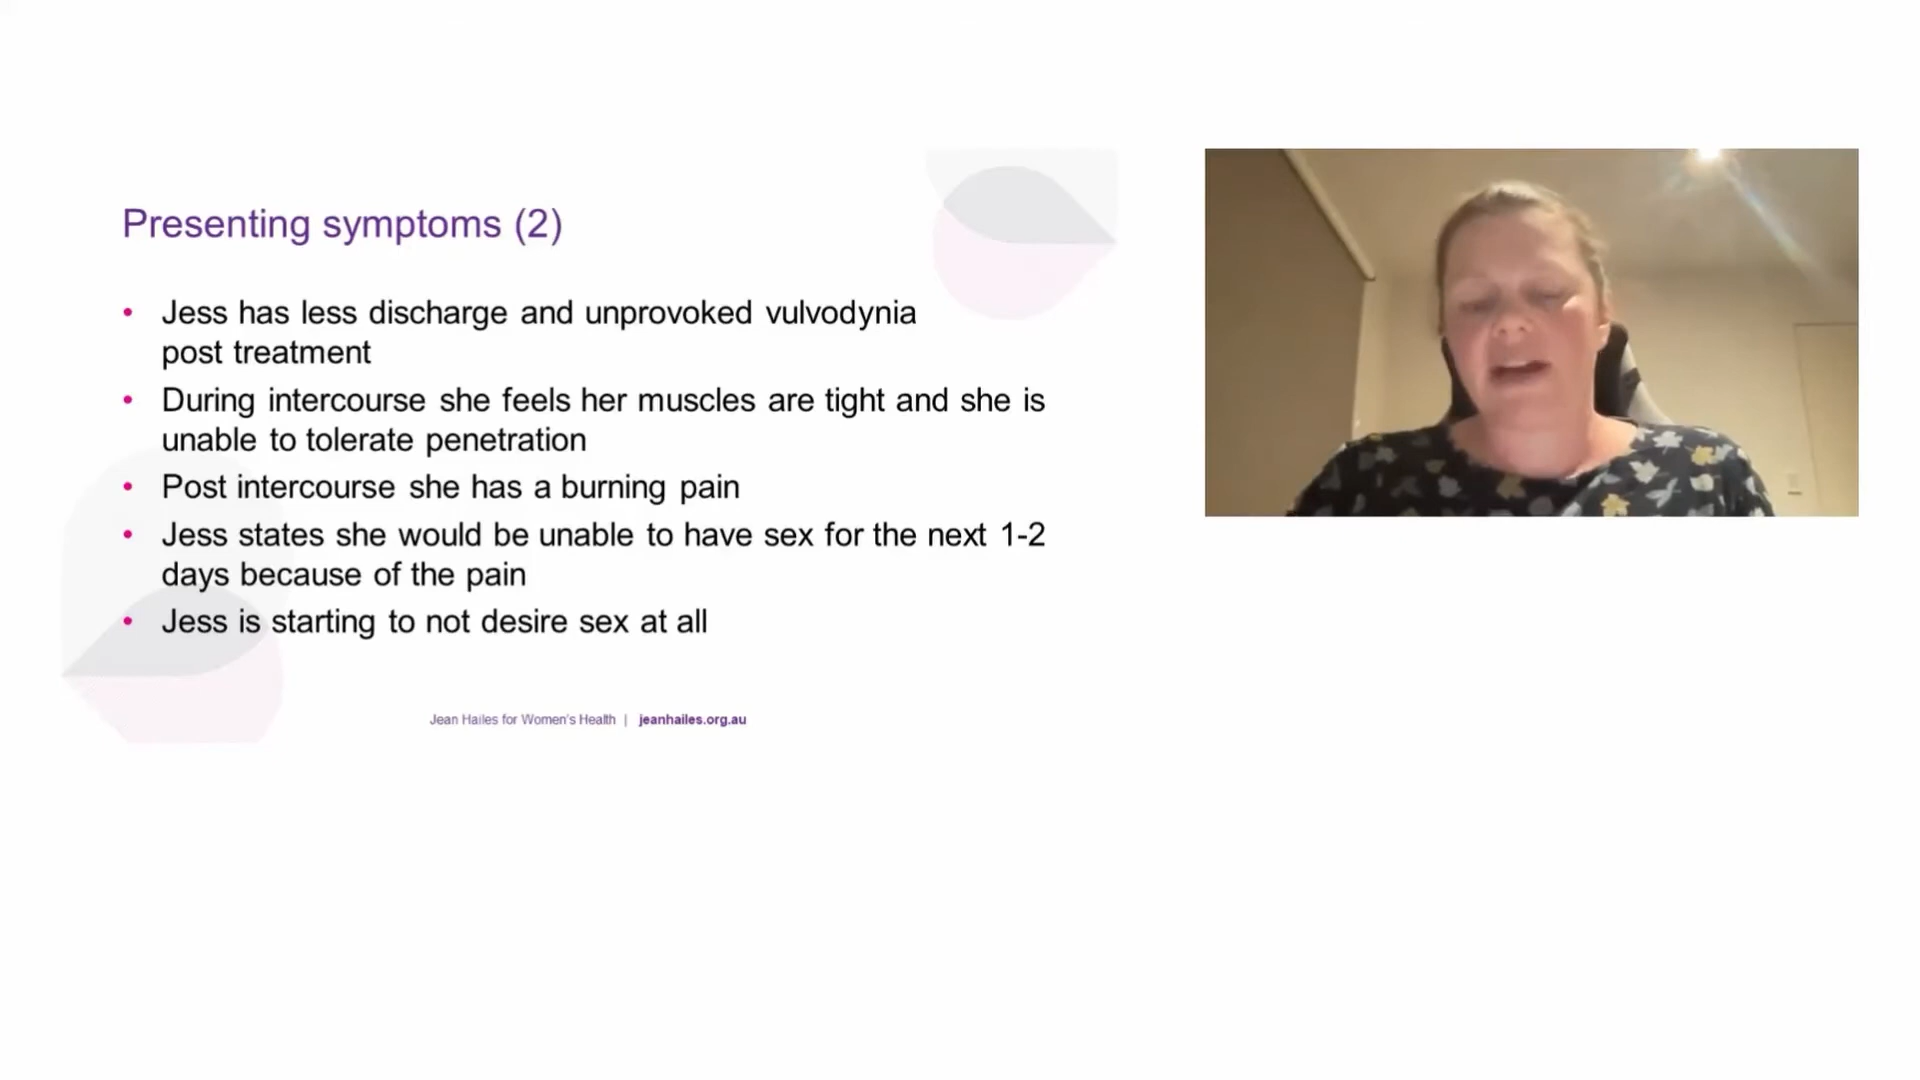 Presenting symptoms (2)
• Jess has less discharge and unprovoked vulvodynia
post treatment
• During intercourse she feels her muscles are tight and she is
unable to tolerate penetration
• Post intercourse she has a burning pain
• Jess states she would be unable to have sex for the next 1-2
days because of the pain
• Jess is starting to not desire sex at all
Jean Hailes for Women's Health | jeanhailes.org.au